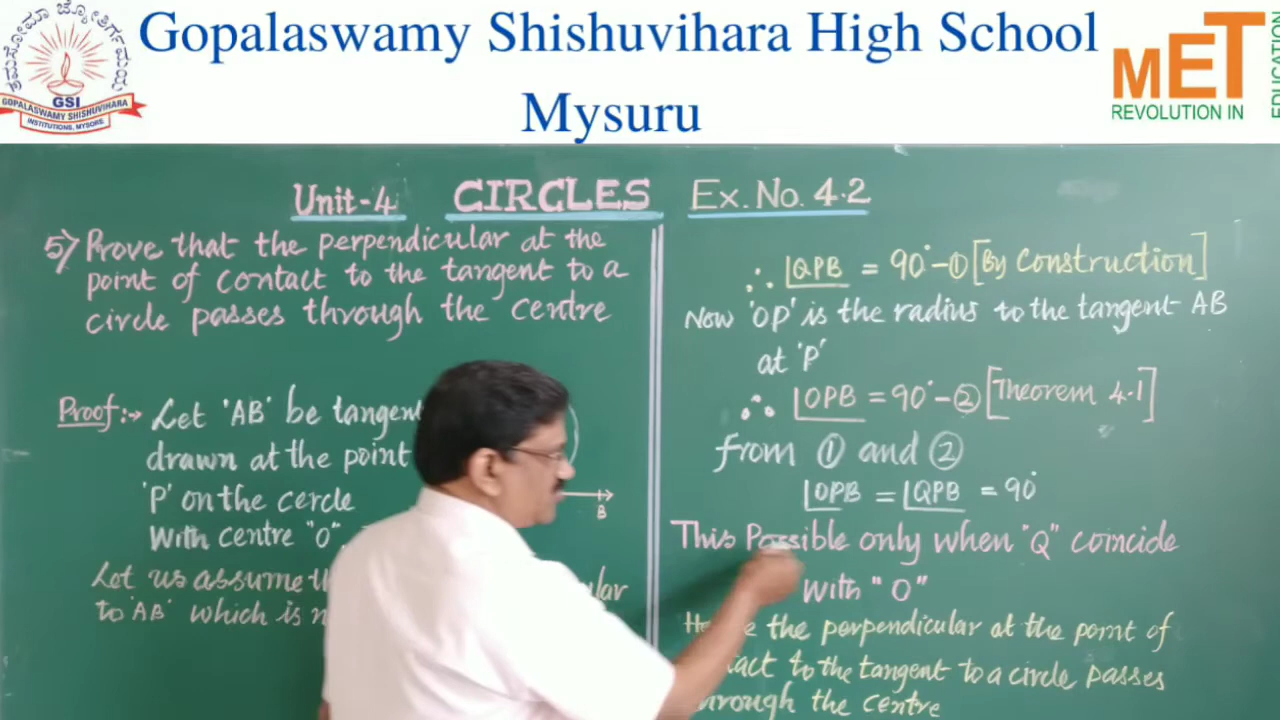 Gopalaswamy Shishuvihara High School
Mysuru
ತಮಸೋಮಾ ಜ್ಯೋತಿರ್ಗಮಯ
GSI
GOPALASWAMY SHISHUVIHARA
INSTITUTIONS, MYSORE
MET
REVOLUTION IN
EDUCATION
Unit-4 CIRCLES Ex. No. 4.2
5) Prove that the perpendicular at the
point of contact to the tangent to a
circle passes through the centre
Proof:→ Let 'AB' be tangent
drawn at the point
'P' on the cercle
With centre "O"
B
Let us assume
to 'AB' which is
∴ QPB = 90° - ① [By Construction]
Now 'OP' is the radius to the tangent AB
at 'P'
∴ OPB = 90° - ② [Theorem 4.1]
from ① and ②
OPB = QPB = 90°
This Possible only when "Q" coincide
With "O"
the perpendicular at the point of
to the tangent to a circle passes
through the centre